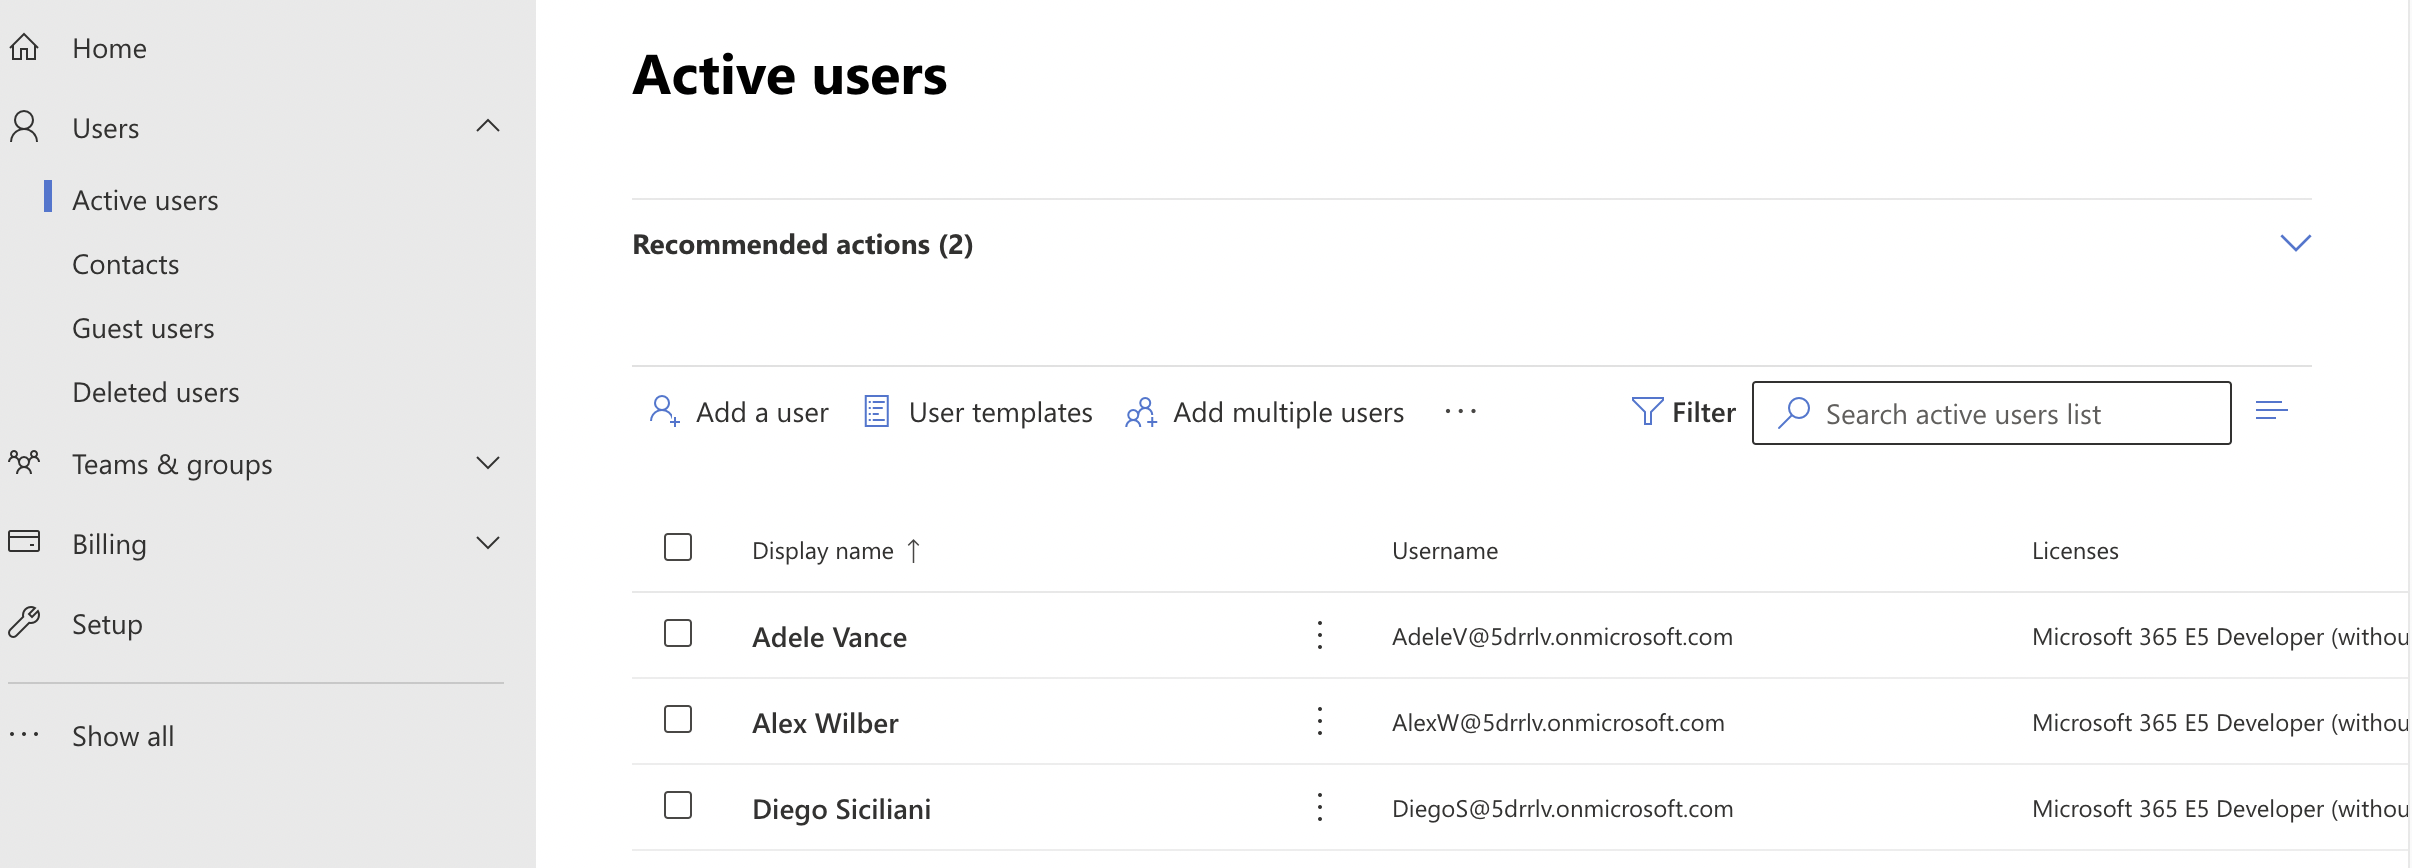 Home
Users
Active users
Contacts
Guest users
Deleted users
Teams & groups
Billing
Setup
Show all
Active users
Recommended actions (2)
Add a user User templates Add multiple users Filter Search active users list
Display name ↑ Username Licenses
Adele Vance AdeleV@5drrlv.onmicrosoft.com Microsoft 365 E5 Developer (withou
Alex Wilber AlexW@5drrlv.onmicrosoft.com Microsoft 365 E5 Developer (withou
Diego Siciliani DiegoS@5drrlv.onmicrosoft.com Microsoft 365 E5 Developer (withou